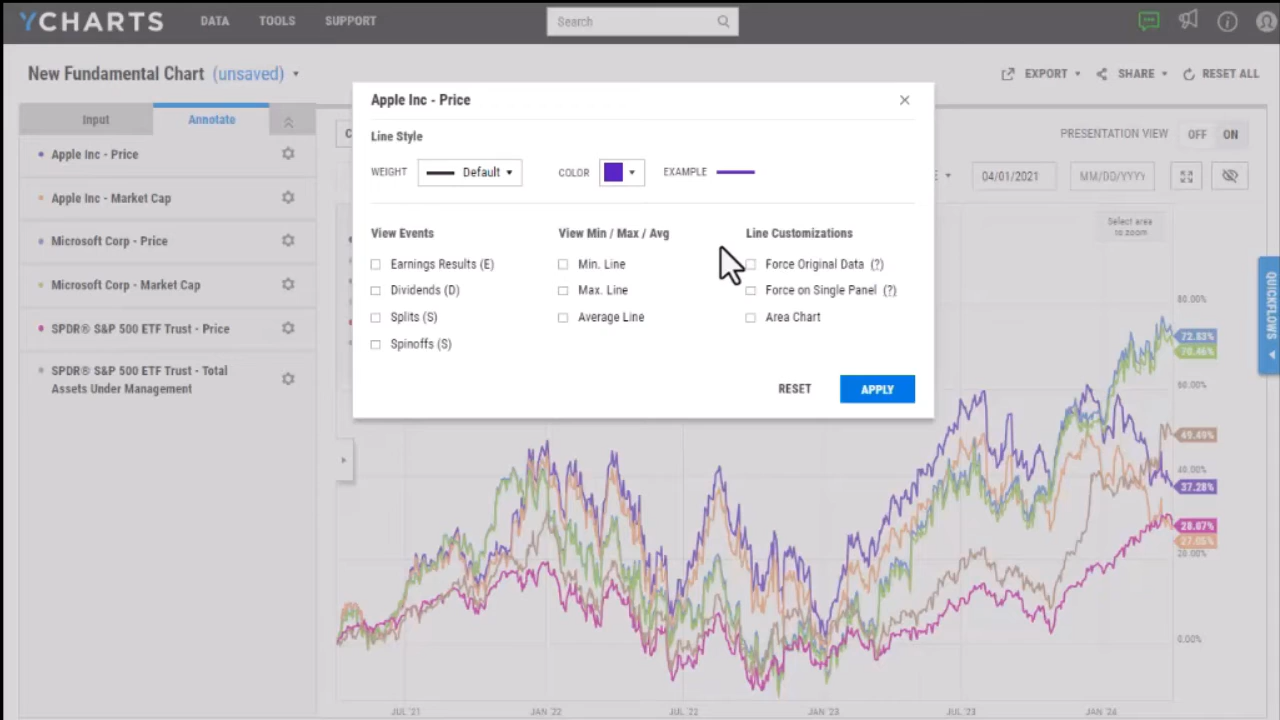 YCHARTS DATA TOOLS SUPPORT Search
New Fundamental Chart (unsaved)
EXPORT SHARE RESET ALL
Input Annotate
Apple Inc - Price
Apple Inc - Market Cap
Microsoft Corp - Price
Microsoft Corp - Market Cap
SPDR® S&P 500 ETF Trust - Price
SPDR® S&P 500 ETF Trust - Total
Assets Under Management
Apple Inc - Price
Line Style
WEIGHT Default COLOR EXAMPLE
View Events
Earnings Results (E)
Dividends (D)
Splits (S)
Spinoffs (S)
View Min / Max / Avg
Min. Line
Max. Line
Average Line
Line Customizations
Force Original Data (?)
Force on Single Panel (?)
Area Chart
RESET APPLY
PRESENTATION VIEW OFF ON
04/01/2021 MM/DD/YYYY
Select area
to zoom
QUICKFLOWS
80.00%
72.83%
70.46%
60.00%
49.49%
40.00%
37.28%
28.07%
27.05%
20.00%
0.00%
JUL '21 JAN '22 JUL '22 JAN '23 JUL '23 JAN '24